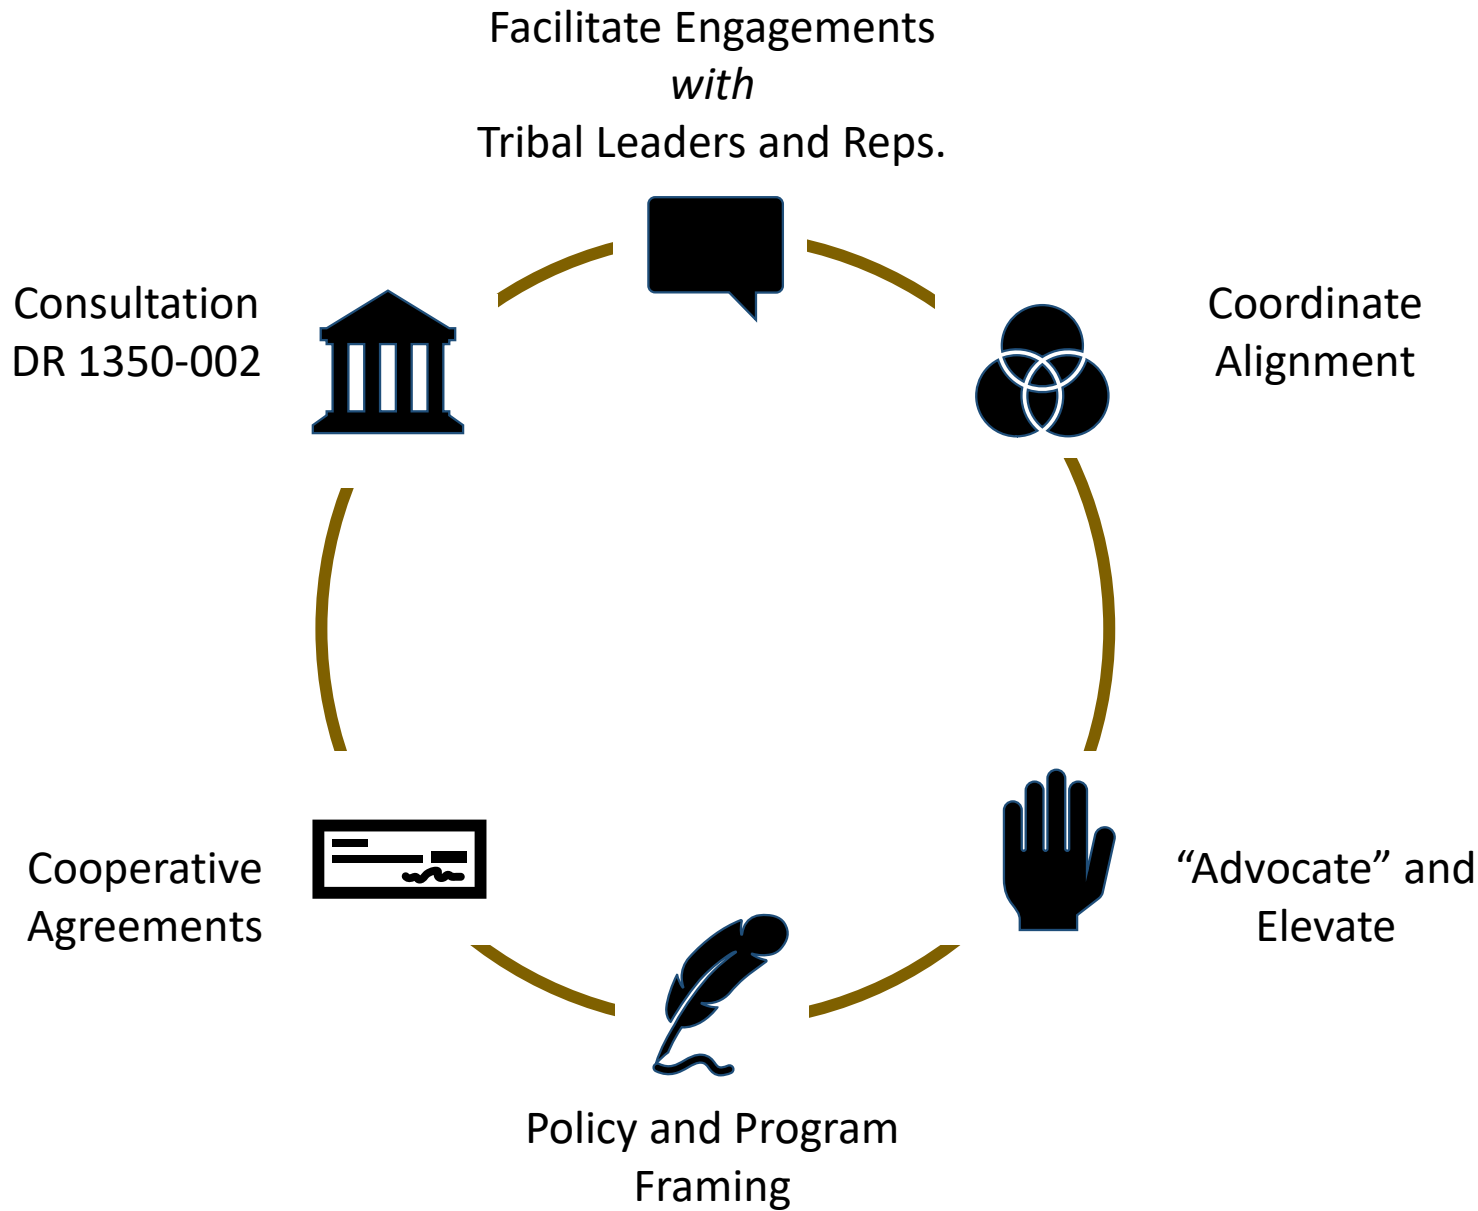 Facilitate Engagements
with
Tribal Leaders and Reps.
Consultation
DR 1350-002
Coordinate
Alignment
Cooperative
Agreements
“Advocate” and
Elevate
Policy and Program
Framing